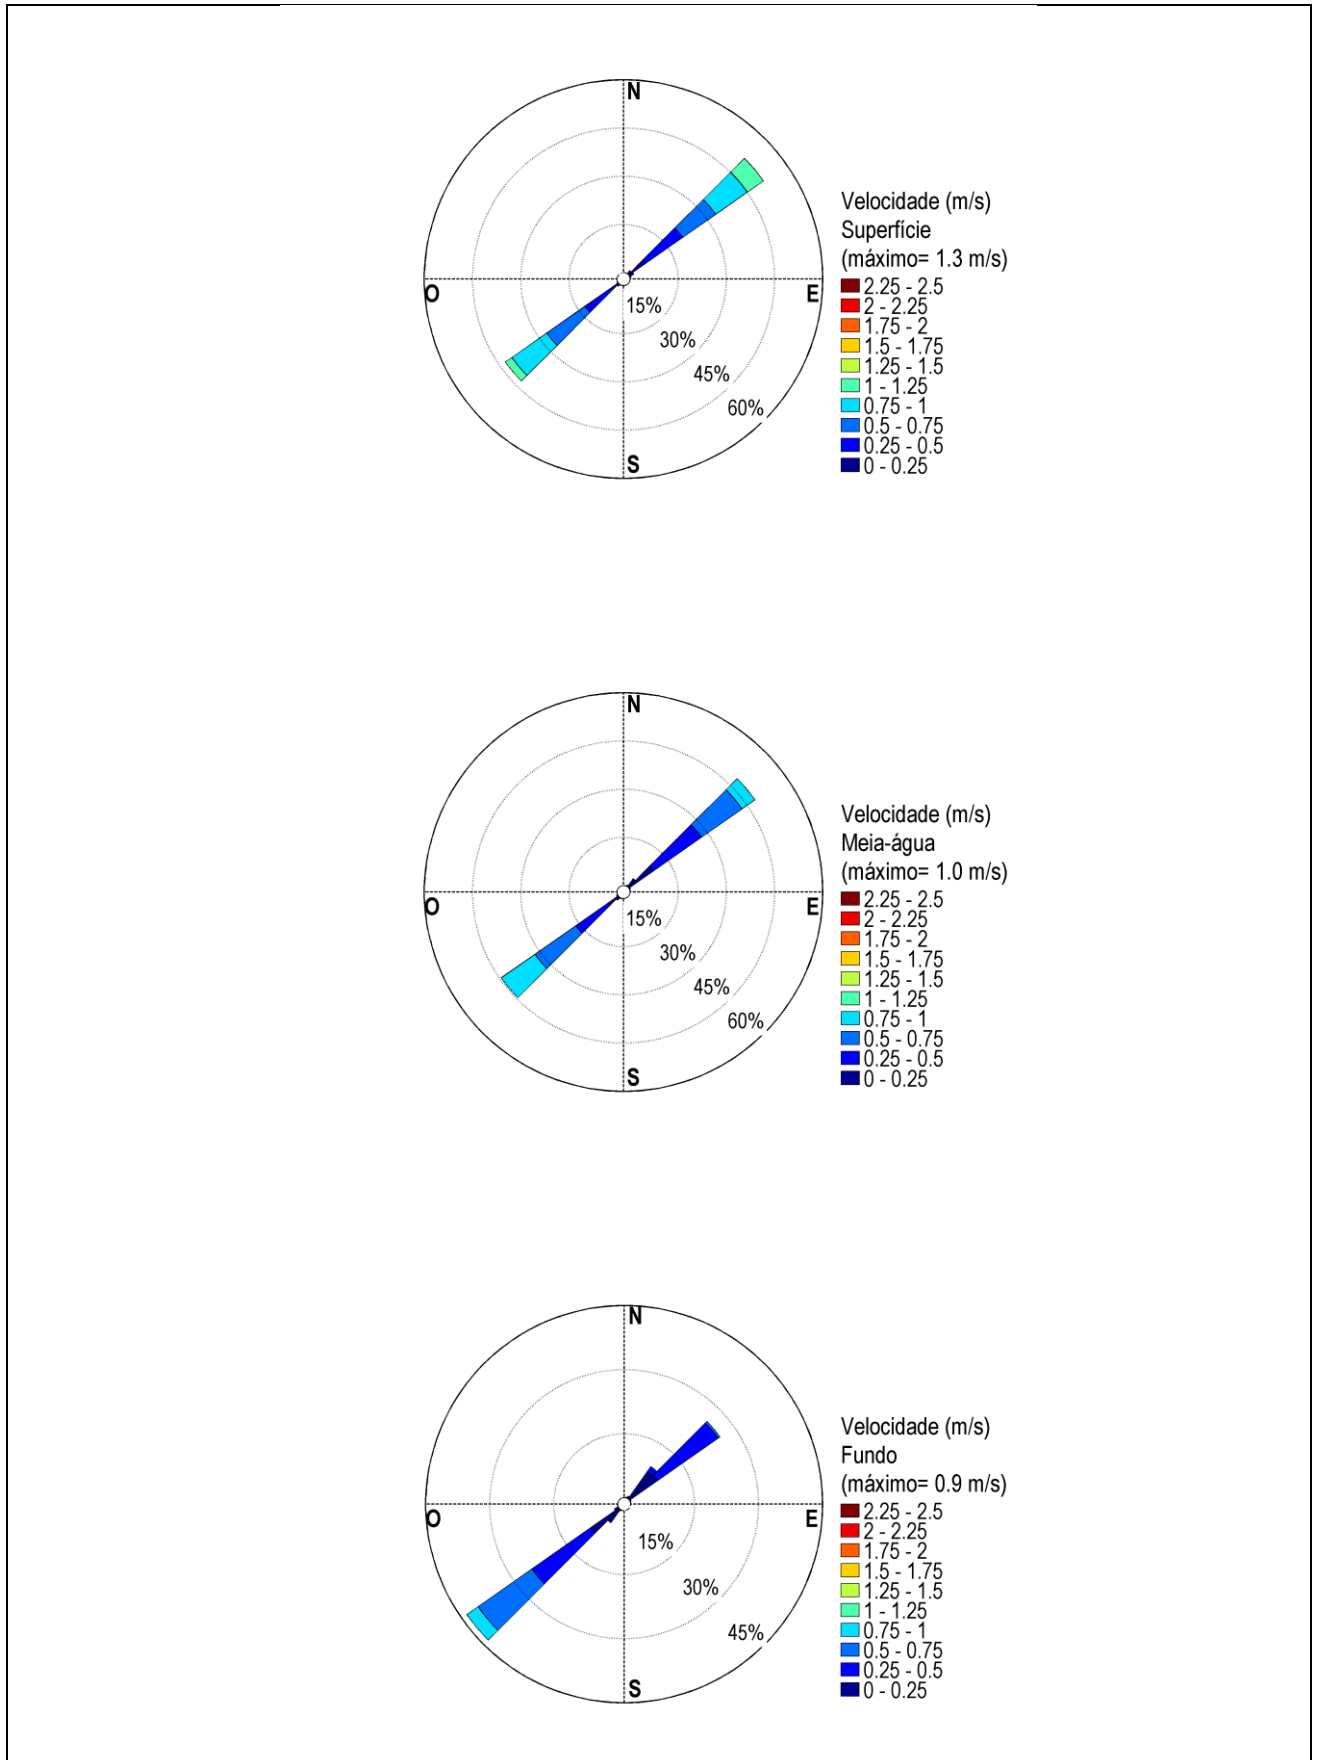 N
O
E
S
15%
30%
45%
60%
Velocidade (m/s)
Superfície
(máximo= 1.3 m/s)
2.25 - 2.5
2 - 2.25
1.75 - 2
1.5 - 1.75
1.25 - 1.5
1 - 1.25
0.75 - 1
0.5 - 0.75
0.25 - 0.5
0 - 0.25
N
O
E
S
15%
30%
45%
60%
Velocidade (m/s)
Meia-água
(máximo= 1.0 m/s)
2.25 - 2.5
2 - 2.25
1.75 - 2
1.5 - 1.75
1.25 - 1.5
1 - 1.25
0.75 - 1
0.5 - 0.75
0.25 - 0.5
0 - 0.25
N
O
E
S
15%
30%
45%
Velocidade (m/s)
Fundo
(máximo= 0.9 m/s)
2.25 - 2.5
2 - 2.25
1.75 - 2
1.5 - 1.75
1.25 - 1.5
1 - 1.25
0.75 - 1
0.5 - 0.75
0.25 - 0.5
0 - 0.25